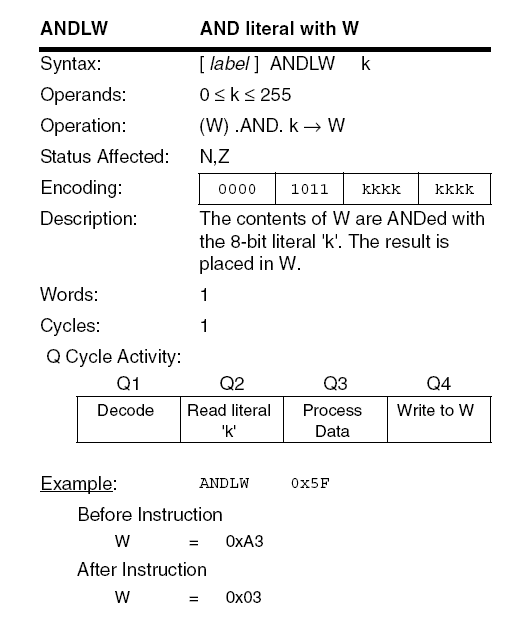 ANDLW AND literal with W
Syntax: [ label ] ANDLW k
Operands: 0 ≤ k ≤ 255
Operation: (W) .AND. k → W
Status Affected: N,Z
Encoding: 0000 1011 kkkk kkkk
Description: The contents of W are ANDed with
the 8-bit literal 'k'. The result is
placed in W.
Words: 1
Cycles: 1
Q Cycle Activity:
Q1 Q2 Q3 Q4
Decode Read literal Process Write to W
'k' Data
Example: ANDLW 0x5F
Before Instruction
W = 0xA3
After Instruction
W = 0x03